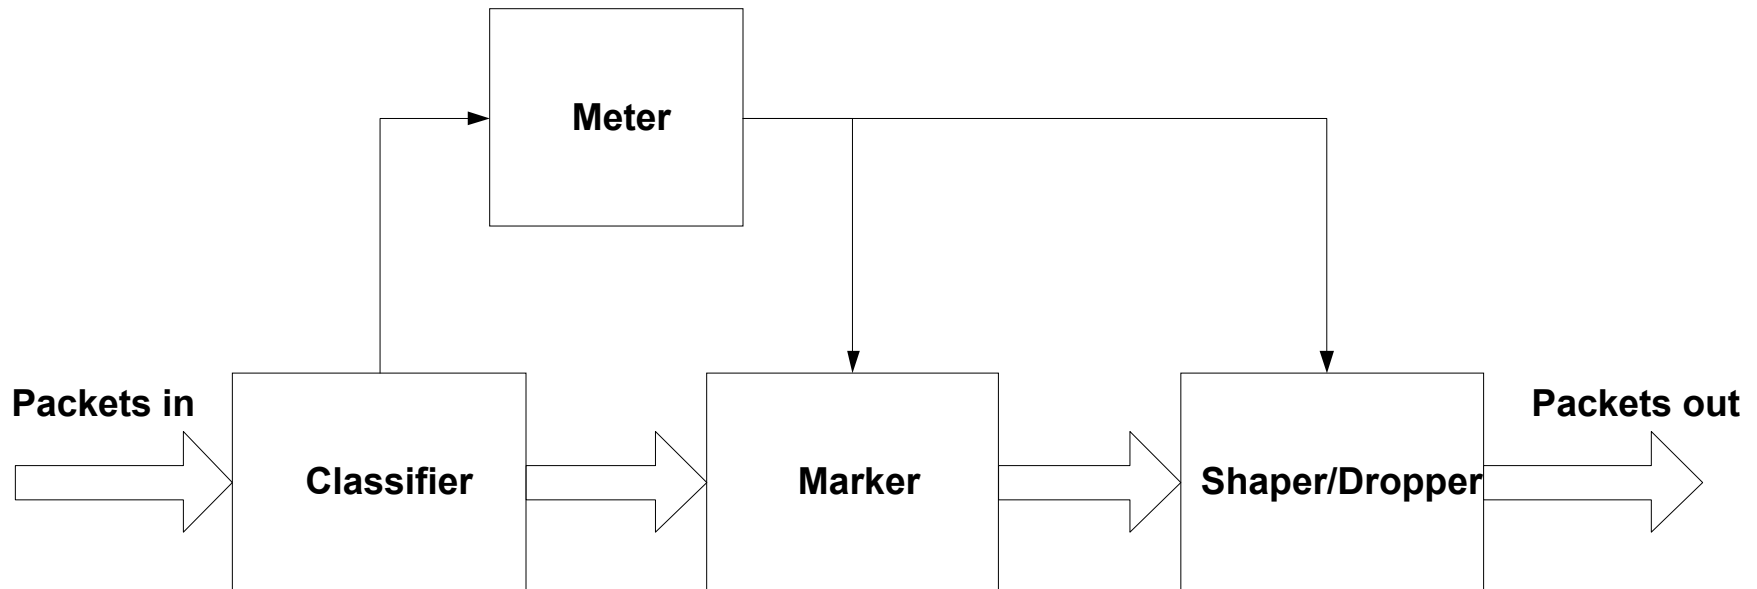 Meter
Packets in
Packets out
Classifier
Marker
Shaper/Dropper